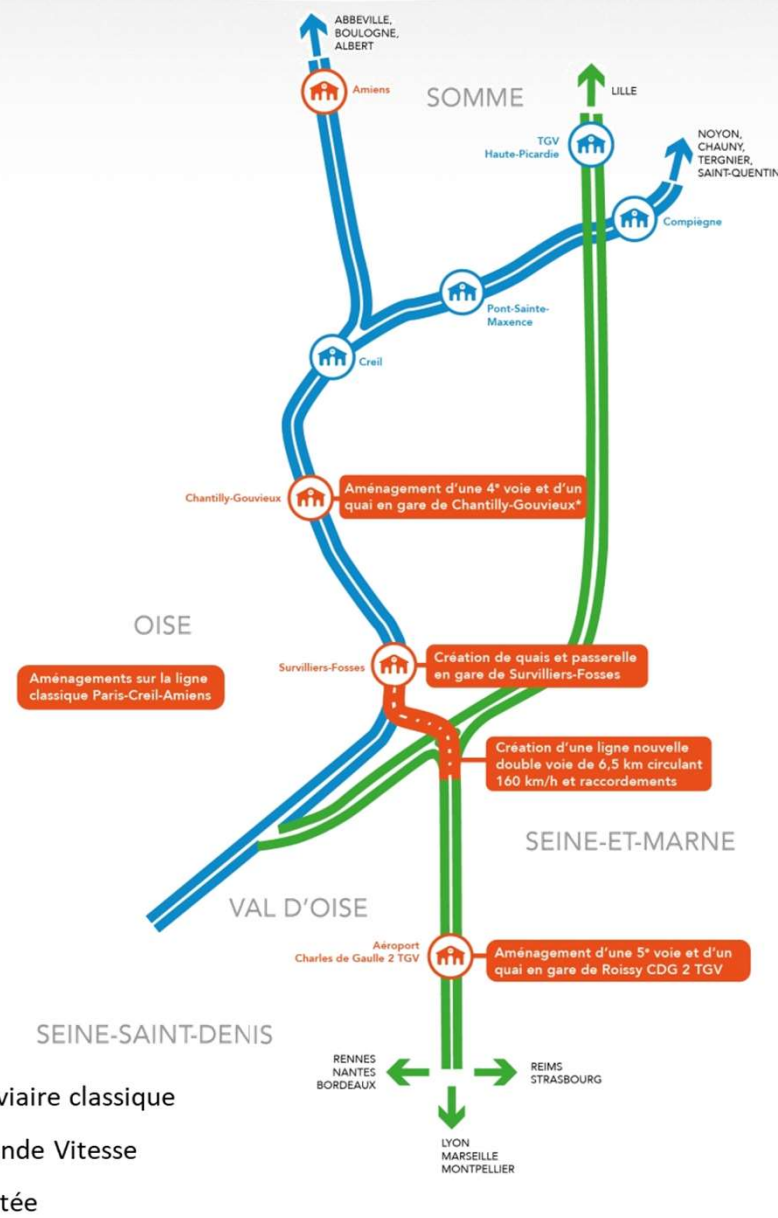 ABBEVILLE,
BOULOGNE,
ALBERT
Amiens
SOMME
LILLE
TGV
Haute-Picardie
NOYON,
CHAUNY,
TERGNIER,
SAINT-QUENTIN
Compiègne
Pont-Sainte-
Maxence
Creil
Chantilly-Gouvieux
Aménagement d'une 4e voie et d'un
quai en gare de Chantilly-Gouvieux*
OISE
Aménagements sur la ligne
classique Paris-Creil-Amiens
Survilliers-Fosses
Création de quais et passerelle
en gare de Survilliers-Fosses
Création d'une ligne nouvelle
double voie de 6,5 km circulant
160 km/h et raccordements
SEINE-ET-MARNE
VAL D'OISE
Aéroport
Charles de Gaulle 2 TGV
Aménagement d'une 5e voie et d'un
quai en gare de Roissy CDG 2 TGV
SEINE-SAINT-DENIS
RENNES
NANTES
BORDEAUX
REIMS
STRASBOURG
LYON
MARSEILLE
MONTPELLIER
viaire classique
nde Vitesse
tée